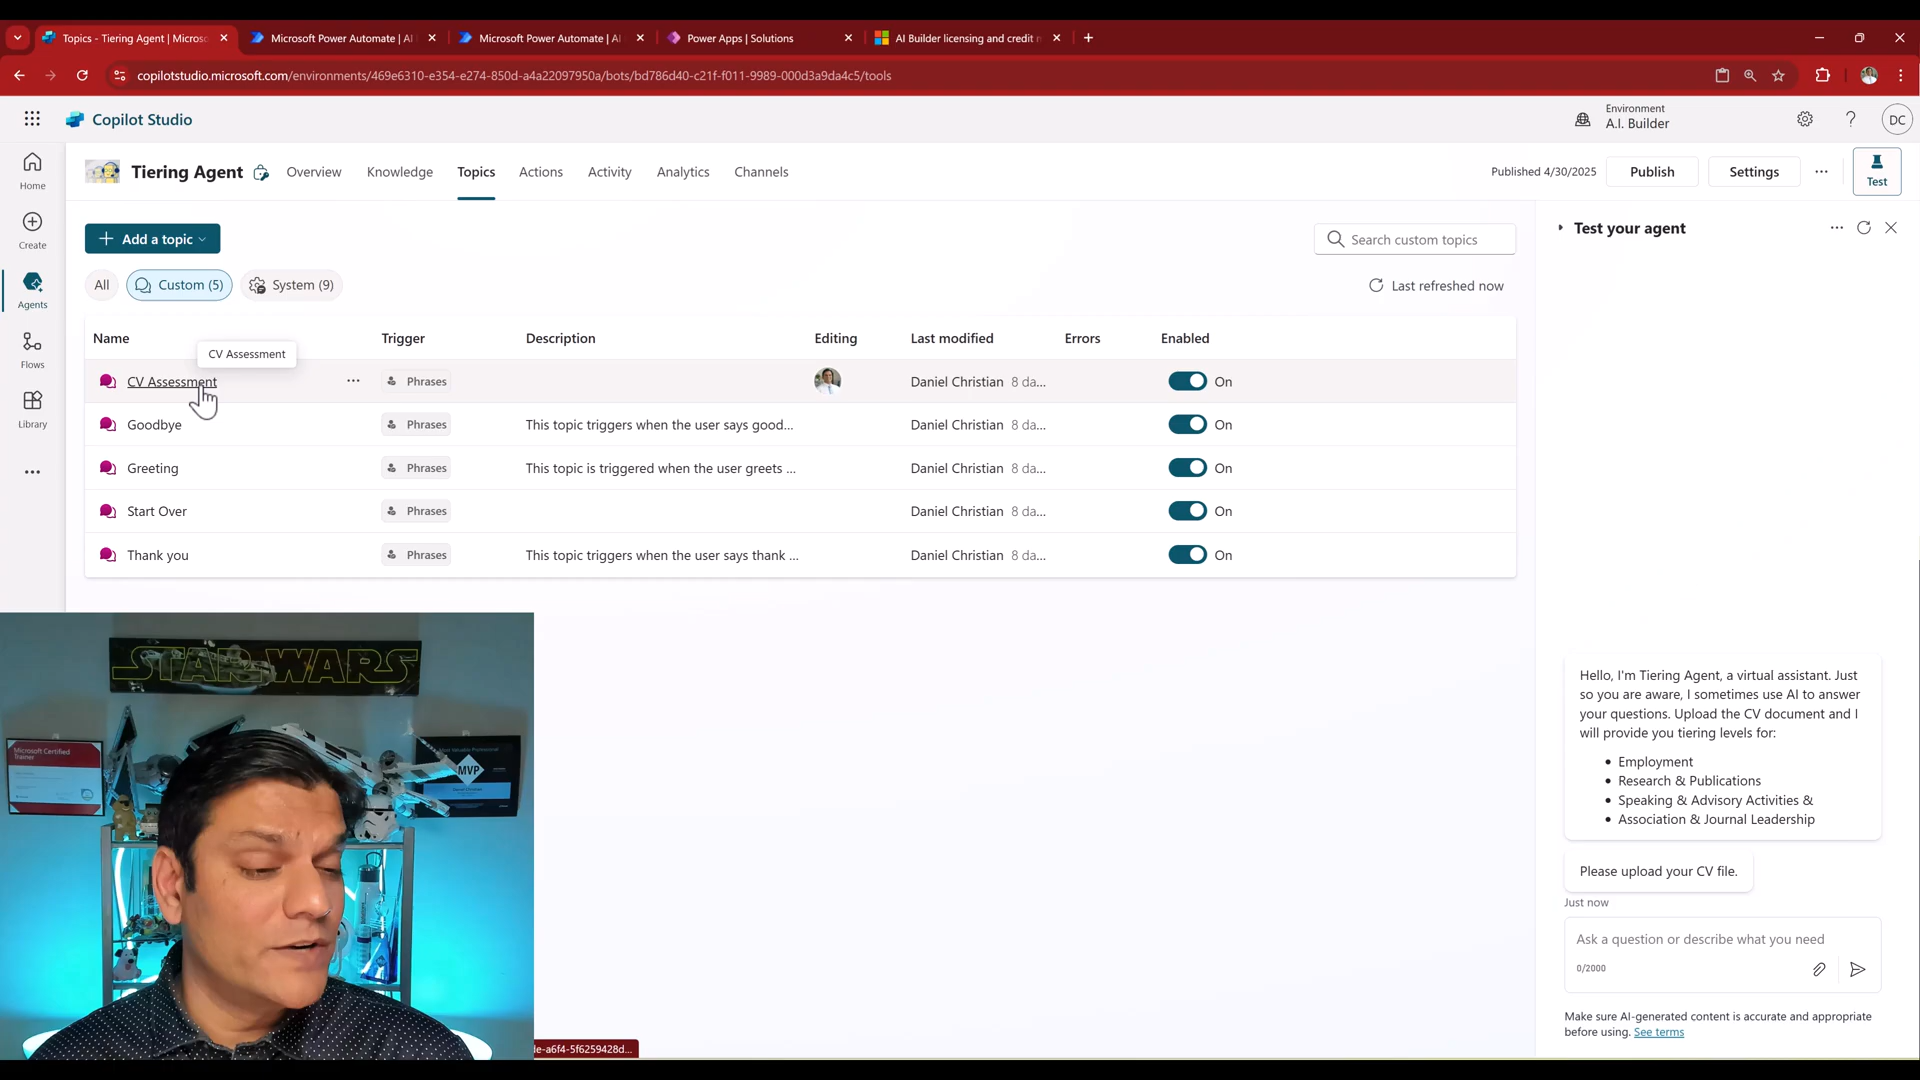 Topics - Tiering Agent | Micros
Microsoft Power Automate | AI
Microsoft Power Automate | AI
Power Apps | Solutions
AI Builder licensing and credit m
copilotstudio.microsoft.com/environments/469e6310-e354-e274-850d-a4a22097950a/bots/bd786d40-c21f-f011-9989-000d3a9da4c5/tools
Copilot Studio
Environment
A.I. Builder
DC
Home
Create
Agents
Flows
Library
Tiering Agent
Overview
Knowledge
Topics
Actions
Activity
Analytics
Channels
Published 4/30/2025
Publish
Settings
Test
Add a topic
Search custom topics
All
Custom (5)
System (9)
Last refreshed now
Name Trigger Description Editing Last modified Errors Enabled
CV Assessment
CV Assessment Phrases Daniel Christian 8 da... On
Goodbye Phrases This topic triggers when the user says good... Daniel Christian 8 da... On
Greeting Phrases This topic is triggered when the user greets ... Daniel Christian 8 da... On
Start Over Phrases Daniel Christian 8 da... On
Thank you Phrases This topic triggers when the user says thank ... Daniel Christian 8 da... On
Test your agent
Hello, I'm Tiering Agent, a virtual assistant. Just
so you are aware, I sometimes use AI to answer
your questions. Upload the CV document and I
will provide you tiering levels for:
• Employment
• Research & Publications
• Speaking & Advisory Activities &
• Association & Journal Leadership
Please upload your CV file.
Just now
Ask a question or describe what you need
0/2000
Make sure AI-generated content is accurate and appropriate
before using. See terms
STAR WARS
Microsoft Certified
Trainer
MVP
de-a6f4-5f6259428d...